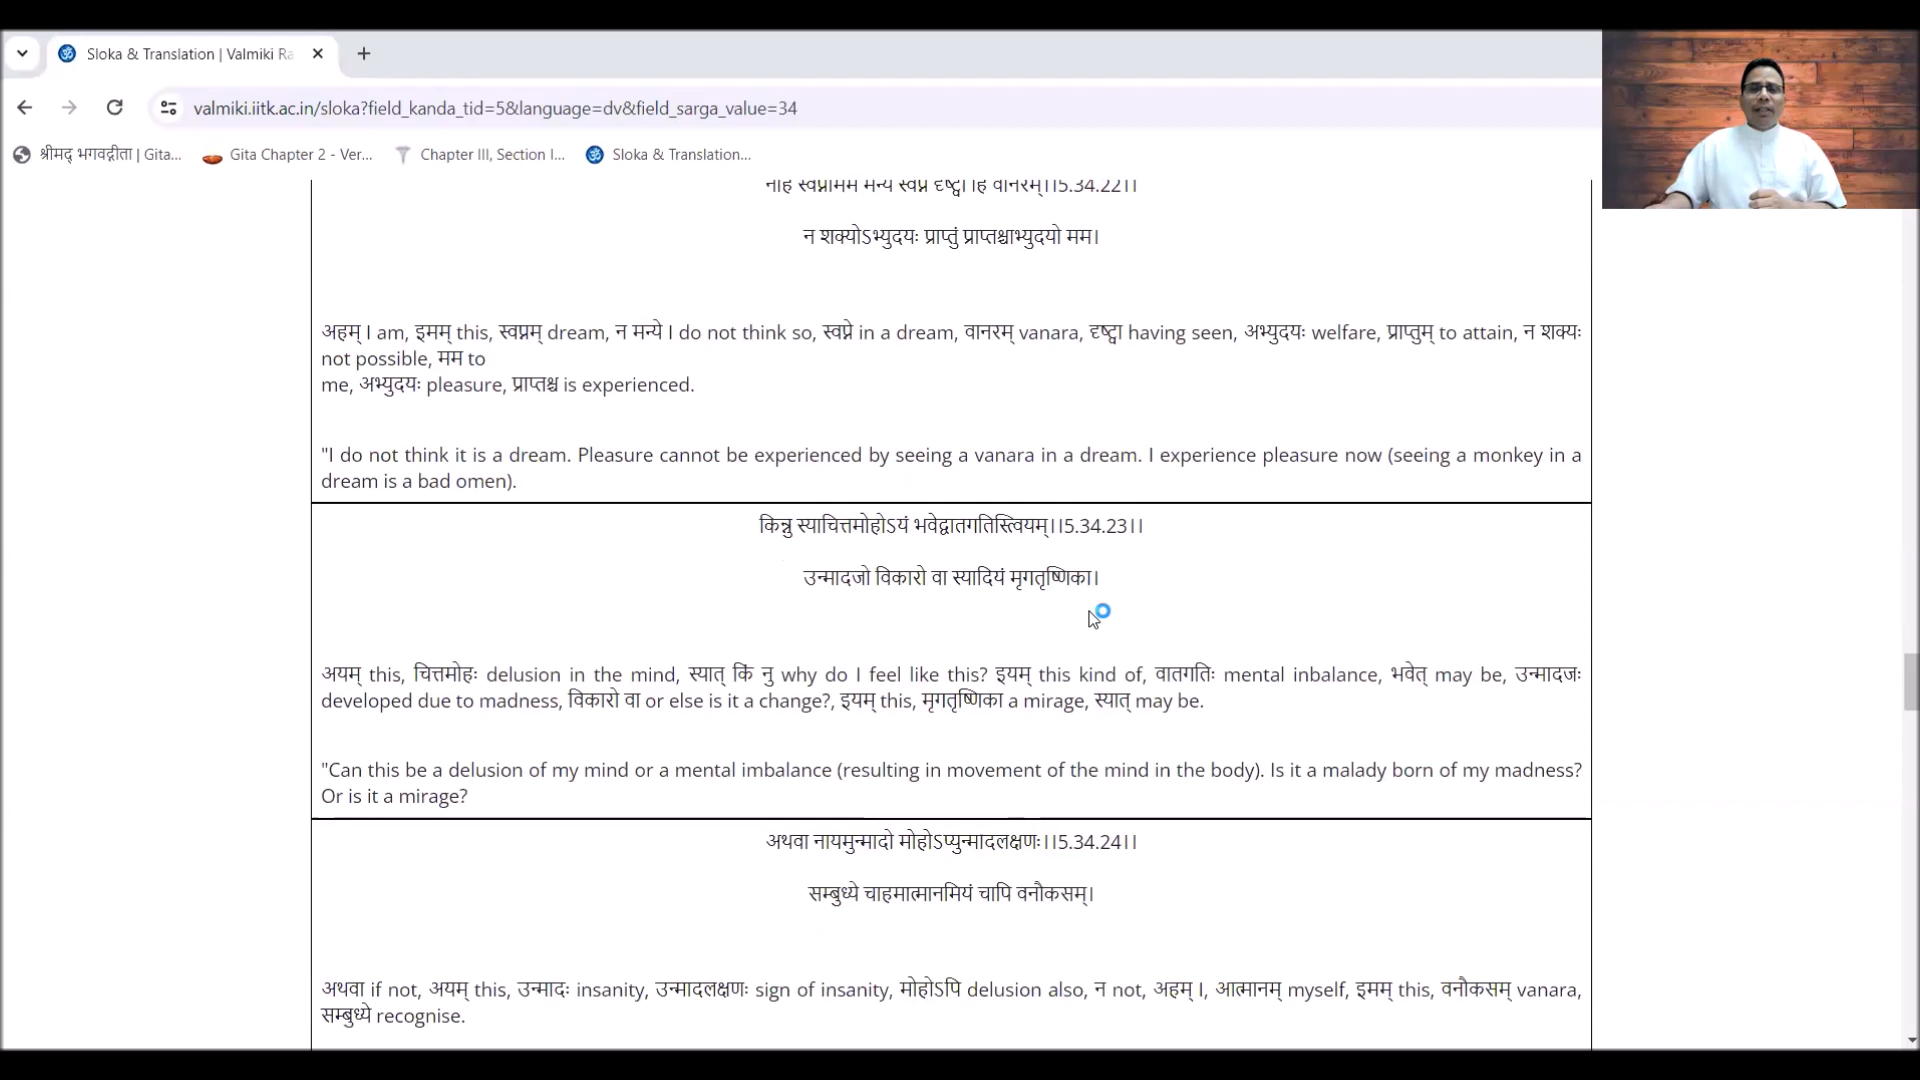 Sloka & Translation | Valmiki Ra
valmiki.iitk.ac.in/sloka?field_kanda_tid=5&language=dv&field_sarga_value=34
श्रीमद् भगवद्गीता | Gita...
Gita Chapter 2 - Ver...
Chapter III, Section I...
Sloka & Translation...
नाहं स्वप्नमिमं मन्ये स्वप्ने दृष्ट्वा हि वानरम्।।5.34.22।।
न शक्योऽभ्युदयः प्राप्तुं प्राप्तश्चाभ्युदयो मम।
अहम् I am, इमम् this, स्वप्नम् dream, न मन्ये I do not think so, स्वप्ने in a dream, वानरम् vanara, दृष्ट्वा having seen, अभ्युदयः welfare, प्राप्तुम् to attain, न शक्यः
not possible, मम to
me, अभ्युदयः pleasure, प्राप्तश्च is experienced.
"I do not think it is a dream. Pleasure cannot be experienced by seeing a vanara in a dream. I experience pleasure now (seeing a monkey in a
dream is a bad omen).
किन्नु स्याचित्तमोहोऽयं भवेद्वातगतिस्त्वियम्।।5.34.23।।
उन्मादजो विकारो वा स्यादियं मृगतृष्णिका।
अयम् this, चित्तमोहः delusion in the mind, स्यात् किं नु why do I feel like this? इयम् this kind of, वातगतिः mental inbalance, भवेत् may be, उन्मादजः
developed due to madness, विकारो वा or else is it a change?, इयम् this, मृगतृष्णिका a mirage, स्यात् may be.
"Can this be a delusion of my mind or a mental imbalance (resulting in movement of the mind in the body). Is it a malady born of my madness?
Or is it a mirage?
अथवा नायमुन्मादो मोहोऽप्युन्मादलक्षणः।।5.34.24।।
सम्बुध्ये चाहमात्मानमियं चापि वनौकसम्।
अथवा if not, अयम् this, उन्मादः insanity, उन्मादलक्षणः sign of insanity, मोहोऽपि delusion also, न not, अहम् I, आत्मानम् myself, इमम् this, वनौकसम् vanara,
सम्बुध्ये recognise.